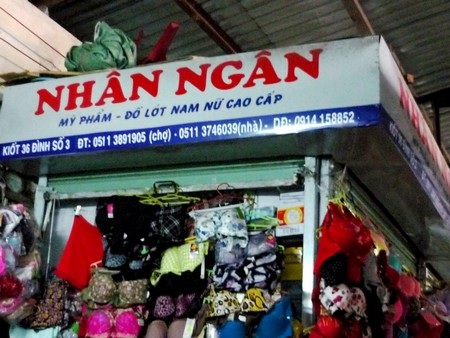 NHÂN NGÂN
MỸ PHẨM - ĐỒ LÓT NAM NỮ CAO CẤP
KIỐT 36 ĐÌNH SỐ 3 ĐT: 0511 3891905 (chợ) - 0511 3746039(nhà) - DĐ: 0914 158852